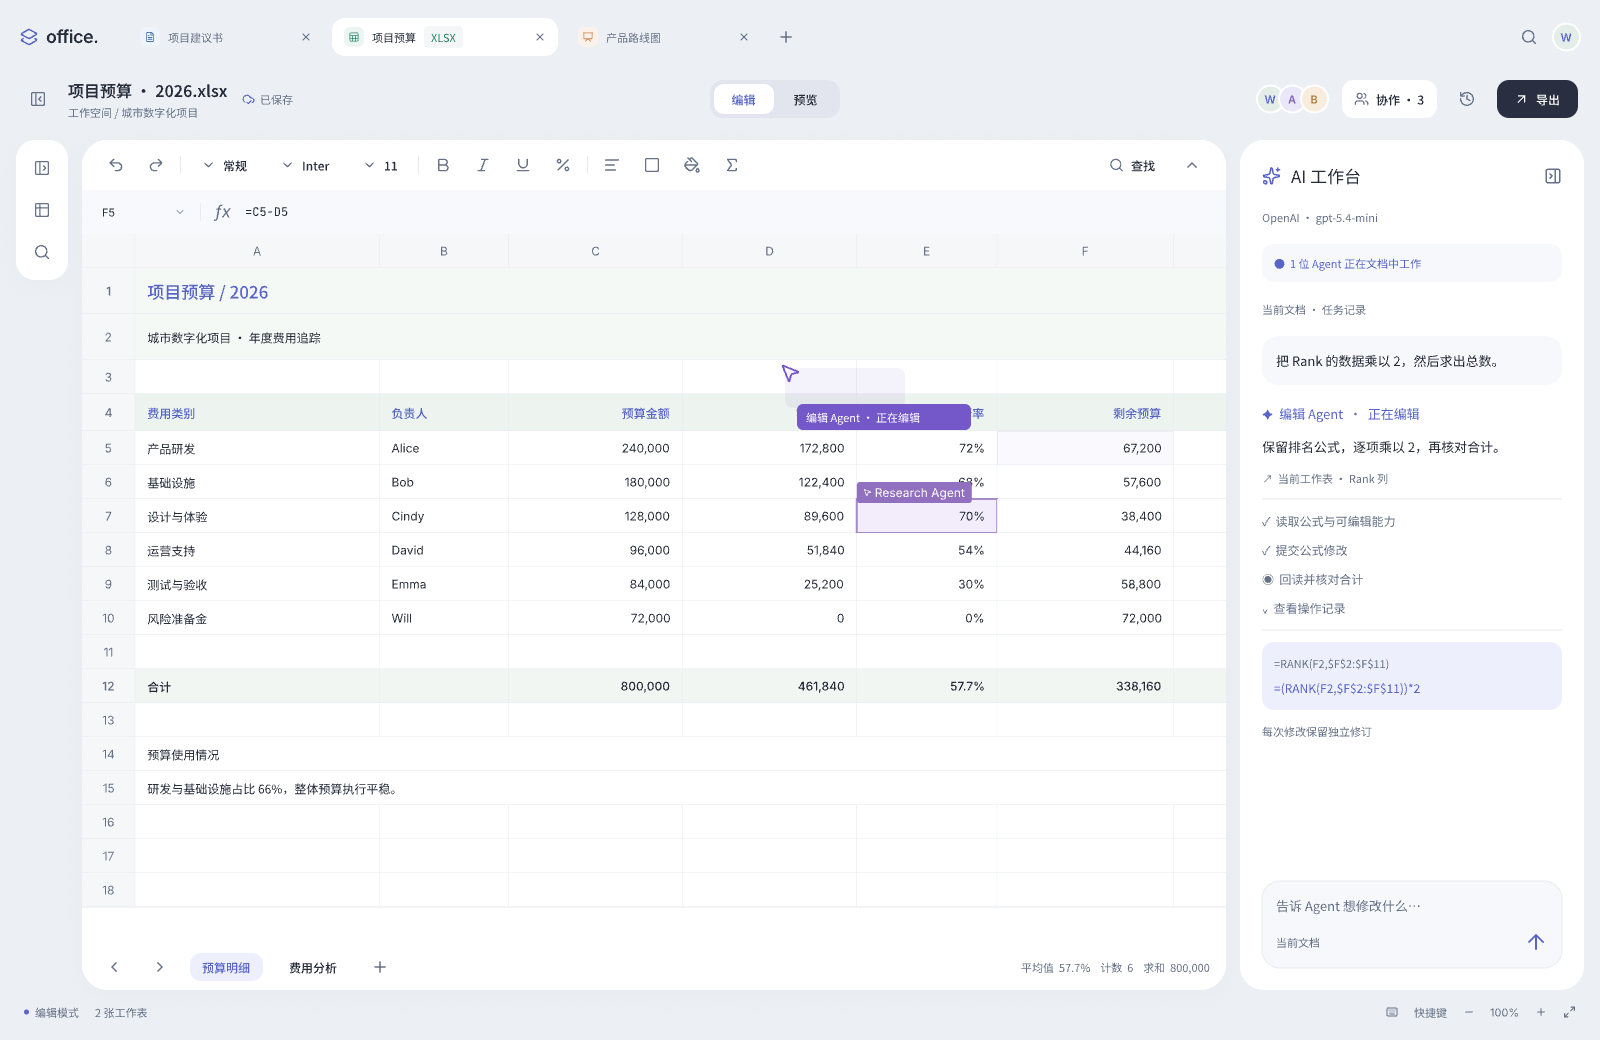 office.
项目建议书
项目预算 XLSX
产品路线图
W
项目预算 · 2026.xlsx
工作空间 / 城市数字化项目
已保存
编辑 预览
W A B
协作 · 3
导出
常规 Inter 11
查找
F5 fx =C5-D5
A B C D E F
1 项目预算 / 2026
2 城市数字化项目 · 年度费用追踪
3
4 费用类别 负责人 预算金额 率 剩余预算
编辑 Agent · 正在编辑
5 产品研发 Alice 240,000 172,800 72% 67,200
6 基础设施 Bob 180,000 122,400 68% 57,600
Research Agent
7 设计与体验 Cindy 128,000 89,600 70% 38,400
8 运营支持 David 96,000 51,840 54% 44,160
9 测试与验收 Emma 84,000 25,200 30% 58,800
10 风险准备金 Will 72,000 0 0% 72,000
11
12 合计 800,000 461,840 57.7% 338,160
13
14 预算使用情况
15 研发与基础设施占比 66%，整体预算执行平稳。
16
17
18
预算明细 费用分析
平均值 57.7% 计数 6 求和 800,000
AI 工作台
OpenAI · gpt-5.4-mini
1 位 Agent 正在文档中工作
当前文档 · 任务记录
把 Rank 的数据乘以 2，然后求出总数。
编辑 Agent · 正在编辑
保留排名公式，逐项乘以 2，再核对合计。
↗ 当前工作表 · Rank 列
✓ 读取公式与可编辑能力
✓ 提交公式修改
◉ 回读并核对合计
查看操作记录
=RANK(F2,$F$2:$F$11)
=(RANK(F2,$F$2:$F$11))*2
每次修改保留独立修订
告诉 Agent 想修改什么…
当前文档
编辑模式 2 张工作表
快捷键 − 100% +